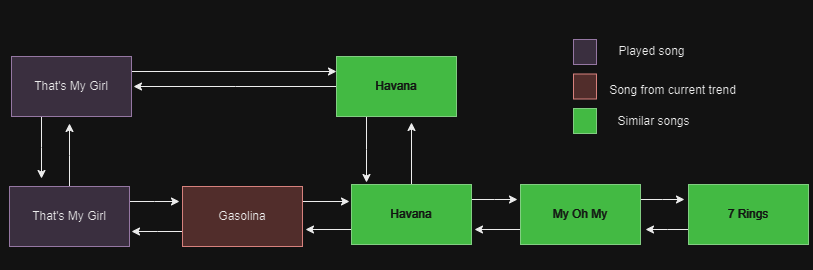 Played song
That's My Girl
Havana
Song from current trend
Similar songs
That's My Girl
Gasolina
Havana
My Oh My
7 Rings